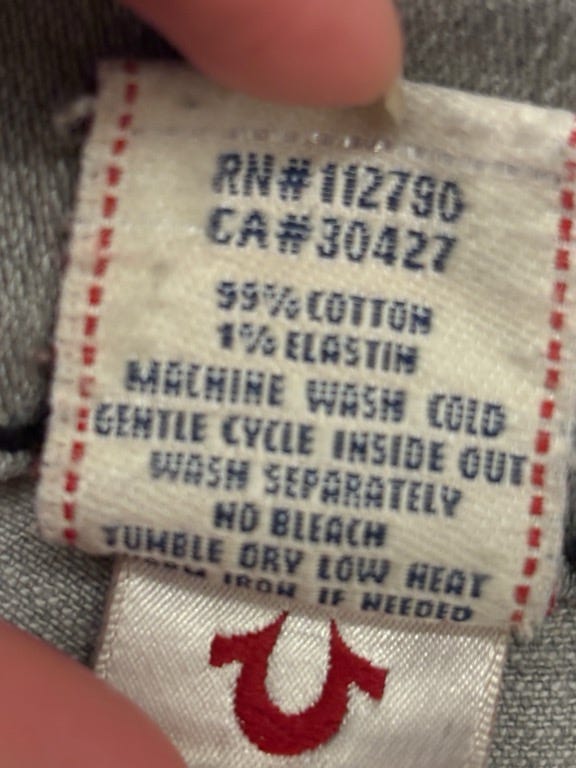 RN#112790
CA#30427
99% COTTON
1% ELASTIN
MACHINE WASH COLD
GENTLE CYCLE INSIDE OUT
WASH SEPARATELY
NO BLEACH
TUMBLE DRY LOW HEAT
IRON IF NEEDED